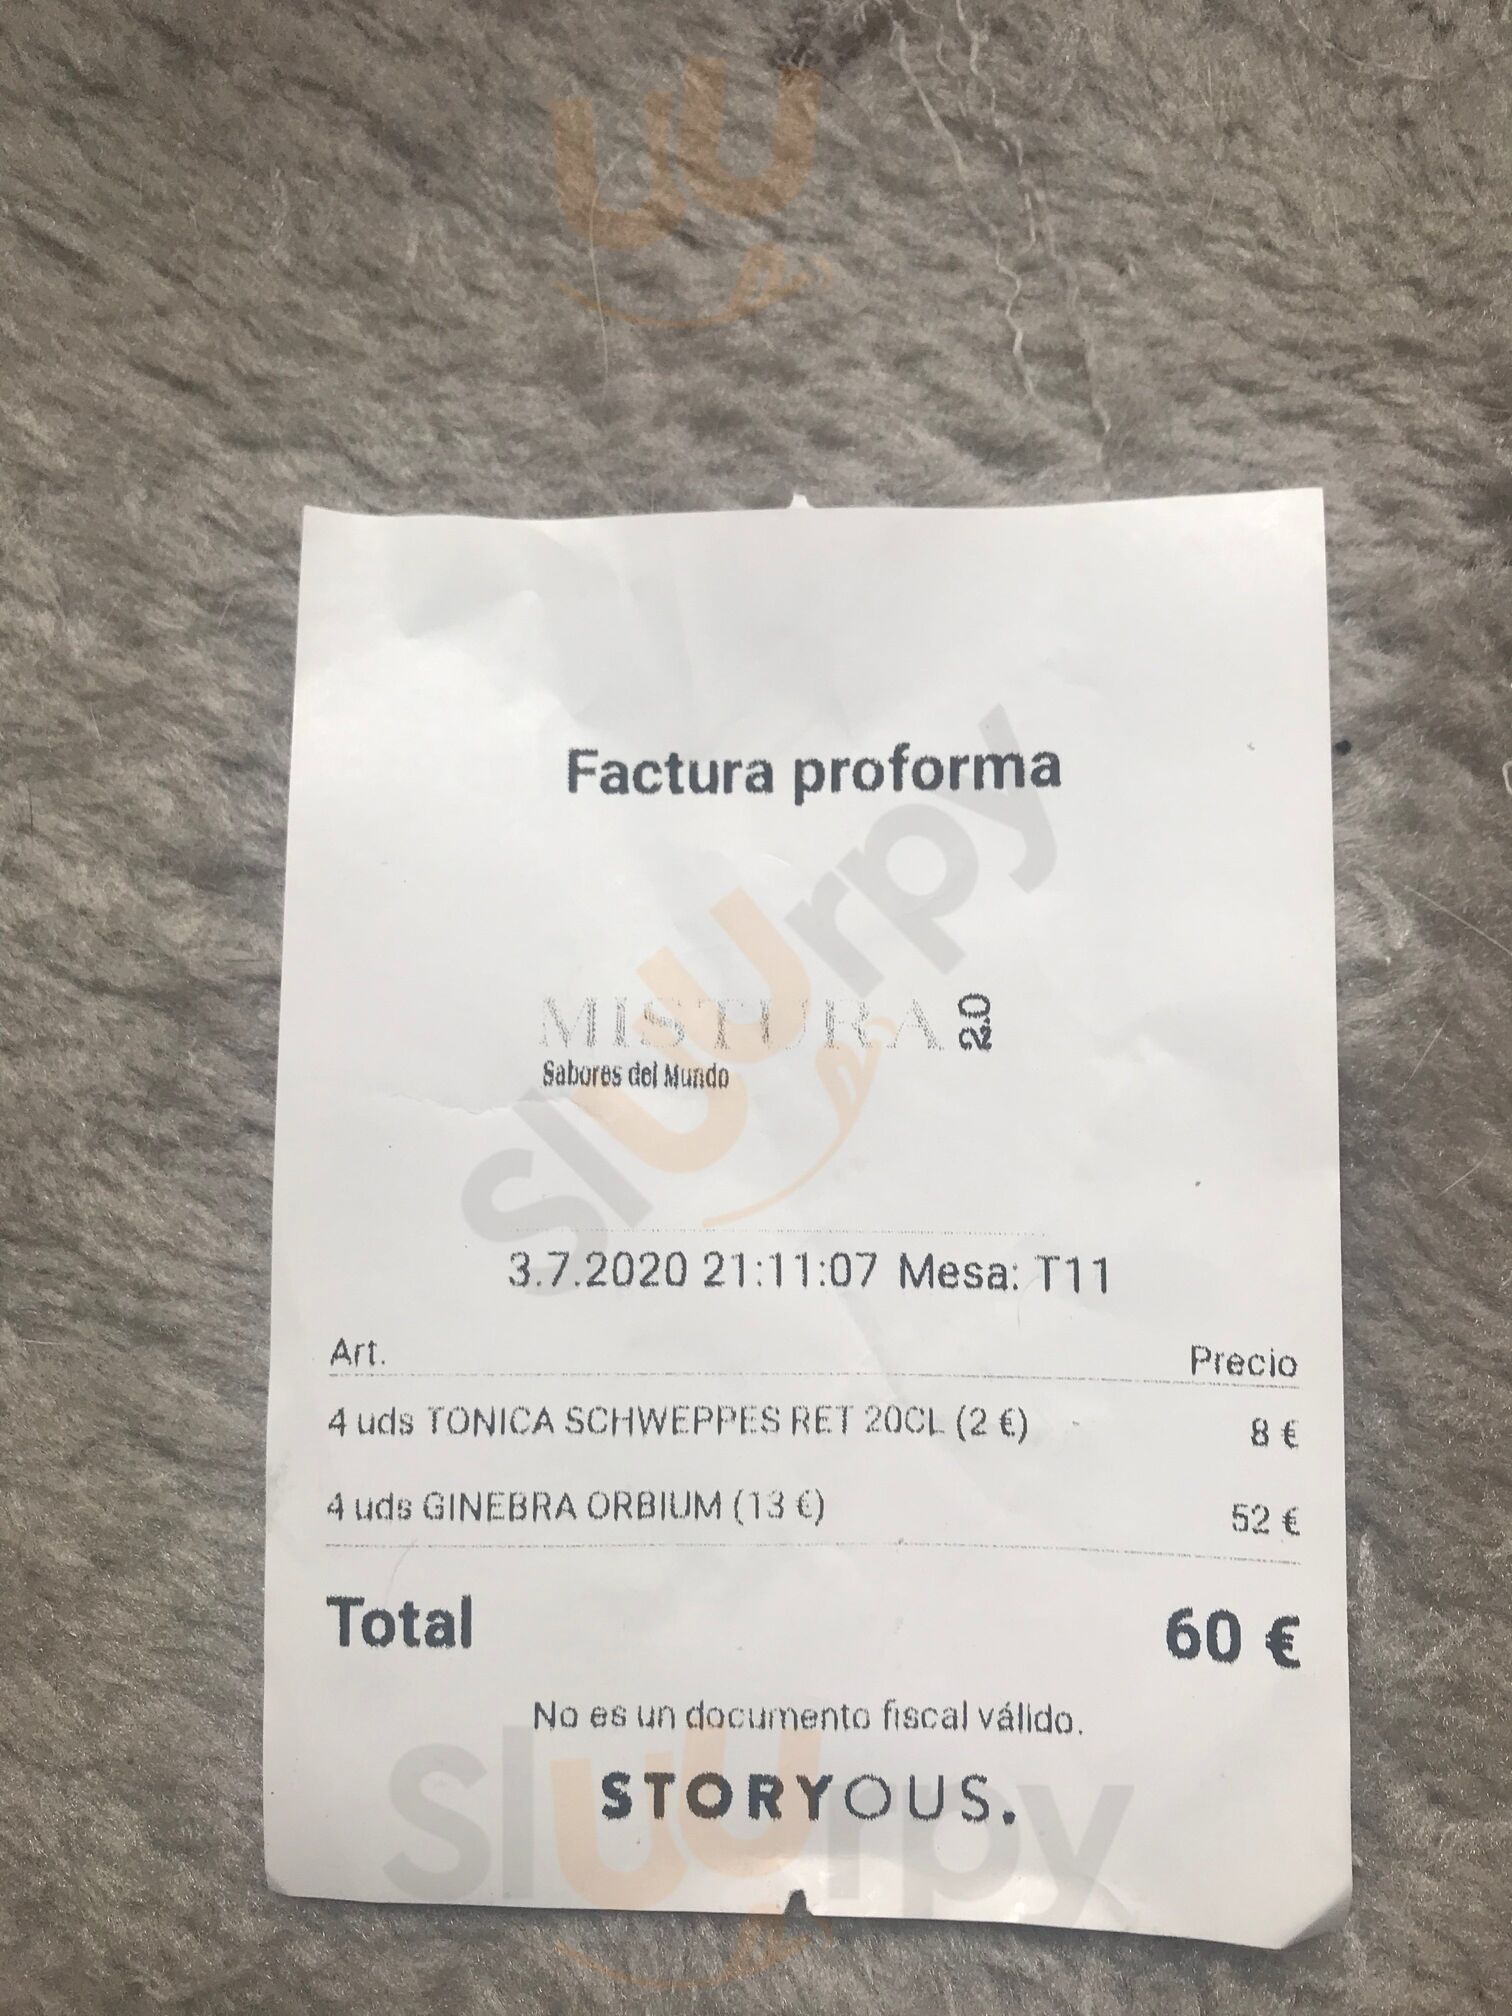 Factura proforma
MISTURA 2.0
Sabores del Mundo
3.7.2020 21:11:07 Mesa: T11
Art. Precio
4 uds TONICA SCHWEPPES RET 20CL (2 €) 8 €
4 uds GINEBRA ORBIUM (13 €) 52 €
Total 60 €
No es un documento fiscal válido.
STORYOUS.
sluurpy
sluurpy